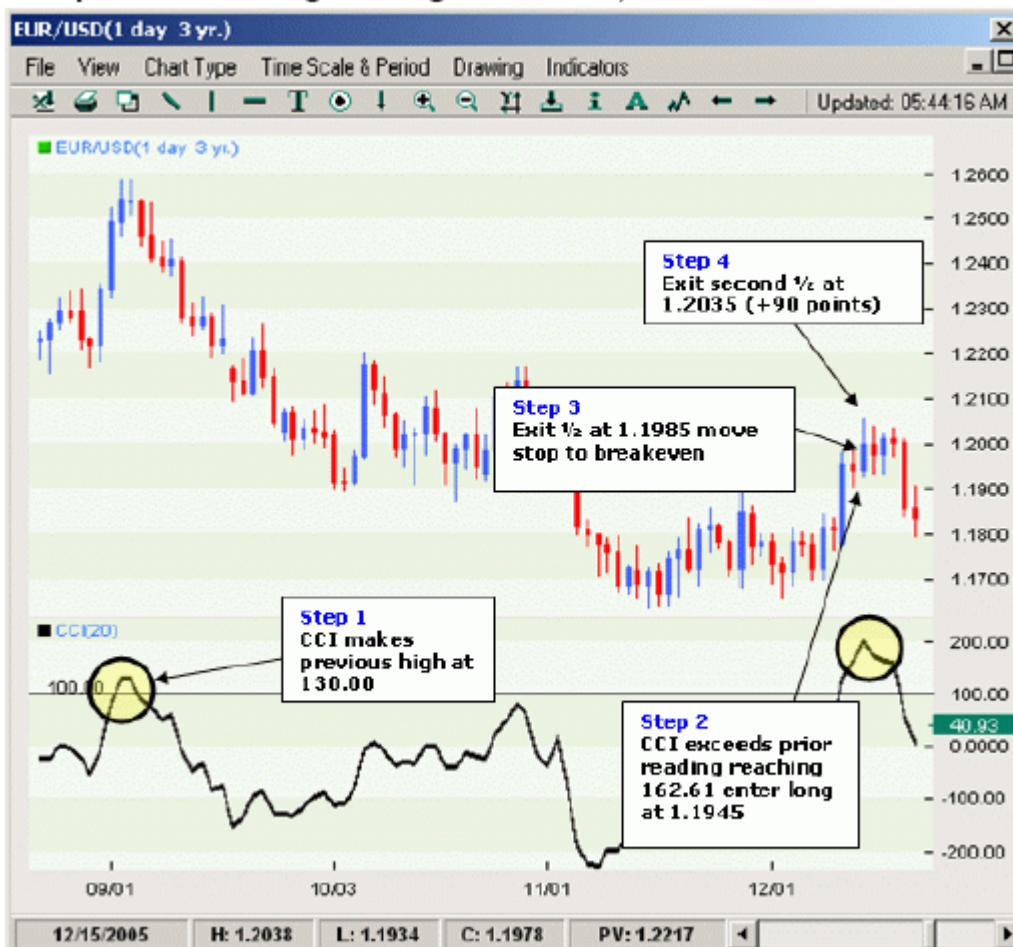 EUR/USD(1 day 3 yr.)
File View Chart Type Time Scale & Period Drawing Indicators
Updated: 05:44:16 AM
EUR/USD(1 day 3 yr.)
1.2600
1.2500
1.2400
1.2300
1.2200
1.2100
1.2000
1.1900
1.1800
1.1700
Step 4
Exit second ½ at
1.2035 (+90 points)
Step 3
Exit ½ at 1.1985 move
stop to breakeven
CCI(20)
Step 1
CCI makes
previous high at
130.00
100.00
200.00
100.00
40.93
0.0000
-100.00
-200.00
Step 2
CCI exceeds prior
reading reaching
162.61 enter long
at 1.1945
09/01 10/03 11/01 12/01
12/15/2005 H: 1.2038 L: 1.1934 C: 1.1978 PV: 1.2217